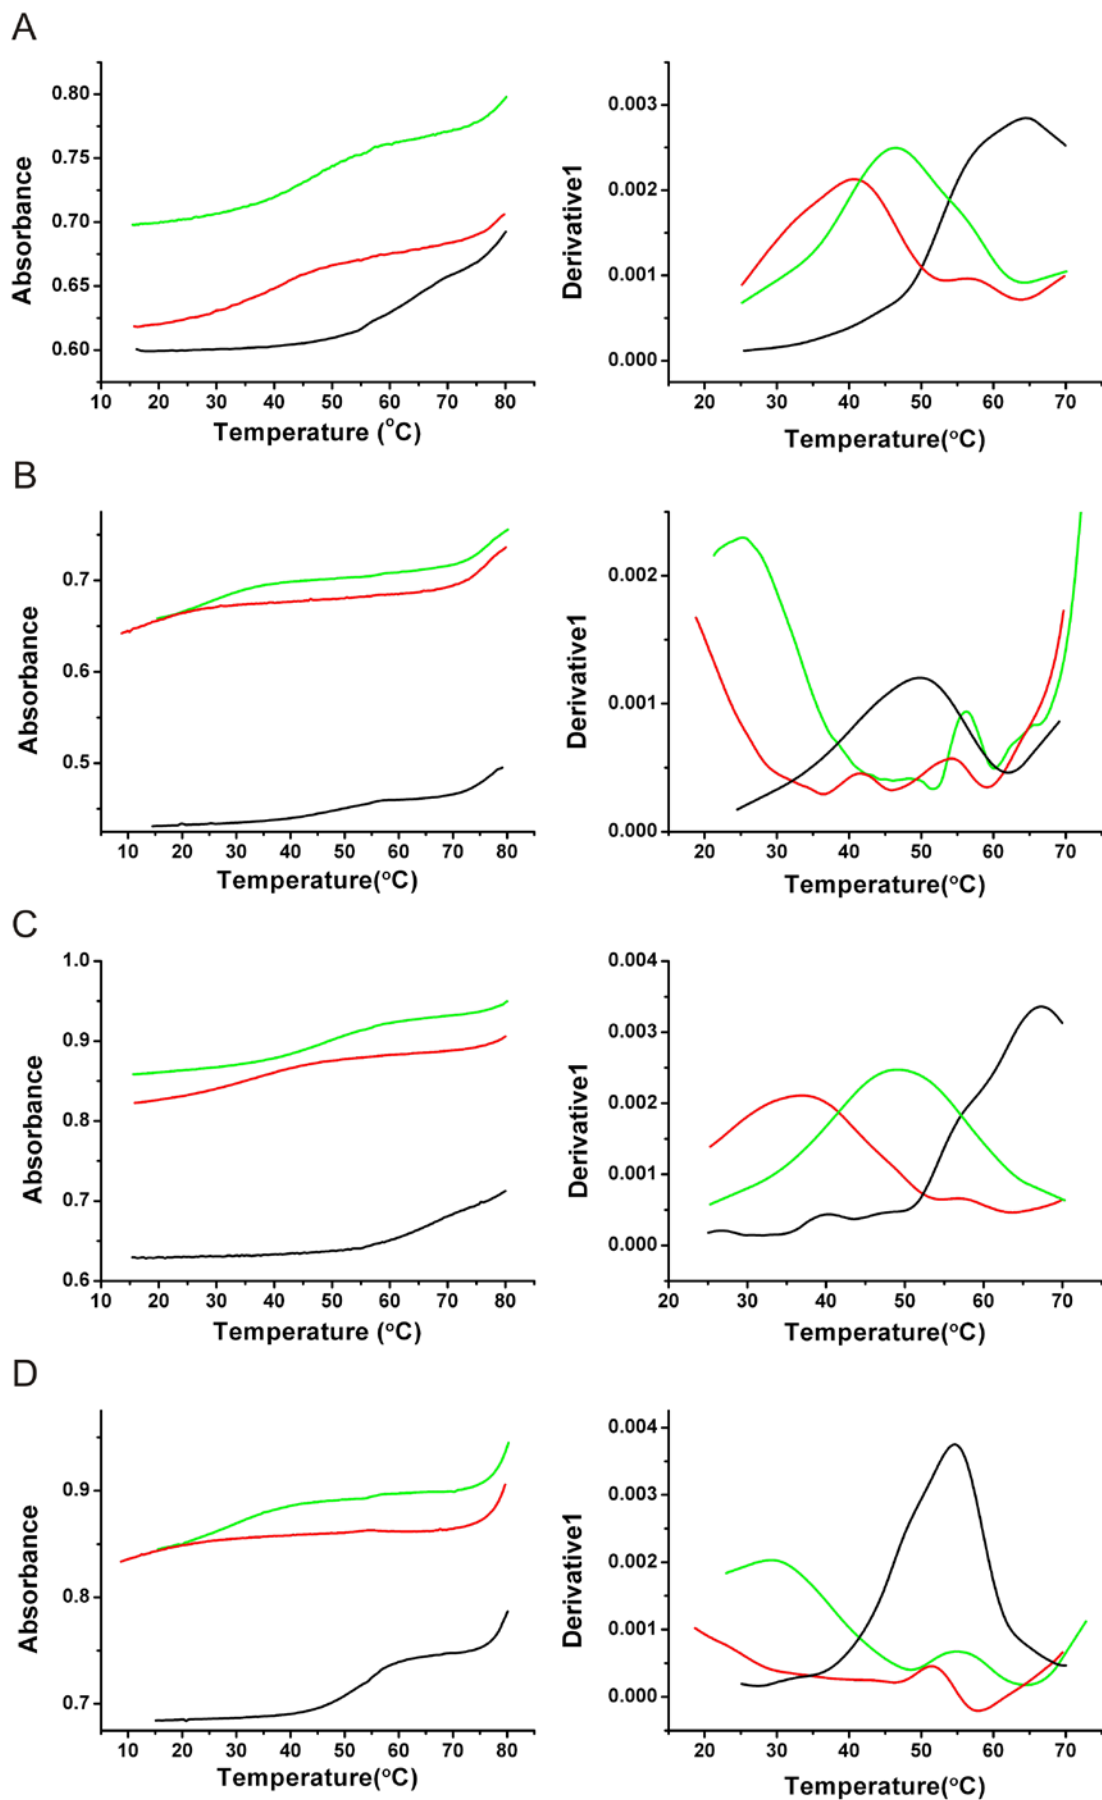 A
Absorbance
0.80
0.75
0.70
0.65
0.60
10 20 30 40 50 60 70 80
Temperature (°C)
Derivative1
0.003
0.002
0.001
0.000
20 30 40 50 60 70
Temperature(°C)
B
Absorbance
0.7
0.6
0.5
10 20 30 40 50 60 70 80
Temperature(°C)
Derivative1
0.002
0.001
0.000
20 30 40 50 60 70
Temperature(°C)
C
Absorbance
1.0
0.9
0.8
0.7
0.6
10 20 30 40 50 60 70 80
Temperature (°C)
Derivative1
0.004
0.003
0.002
0.001
0.000
20 30 40 50 60 70
Temperature(°C)
D
Absorbance
0.9
0.8
0.7
10 20 30 40 50 60 70 80
Temperature(°C)
Derivative1
0.004
0.003
0.002
0.001
0.000
20 30 40 50 60 70
Temperature(°C)